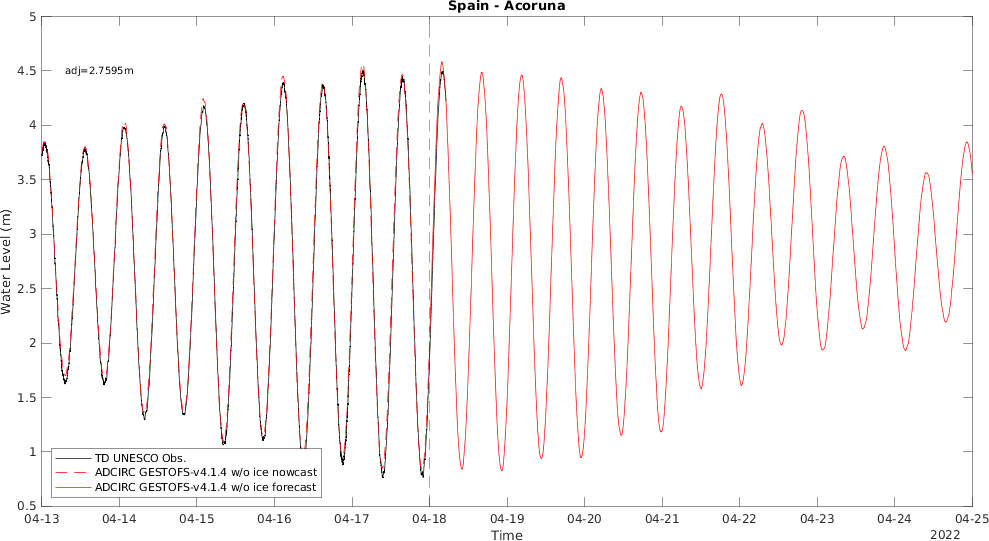 Spain - Acoruna
adj=2.7595m
Water Level (m)
5
4.5
4
3.5
3
2.5
2
1.5
1
0.5
TD UNESCO Obs.
ADCIRC GESTOFS-v4.1.4 w/o ice nowcast
ADCIRC GESTOFS-v4.1.4 w/o ice forecast
04-13 04-14 04-15 04-16 04-17 04-18 04-19 04-20 04-21 04-22 04-23 04-24 04-25
Time
2022